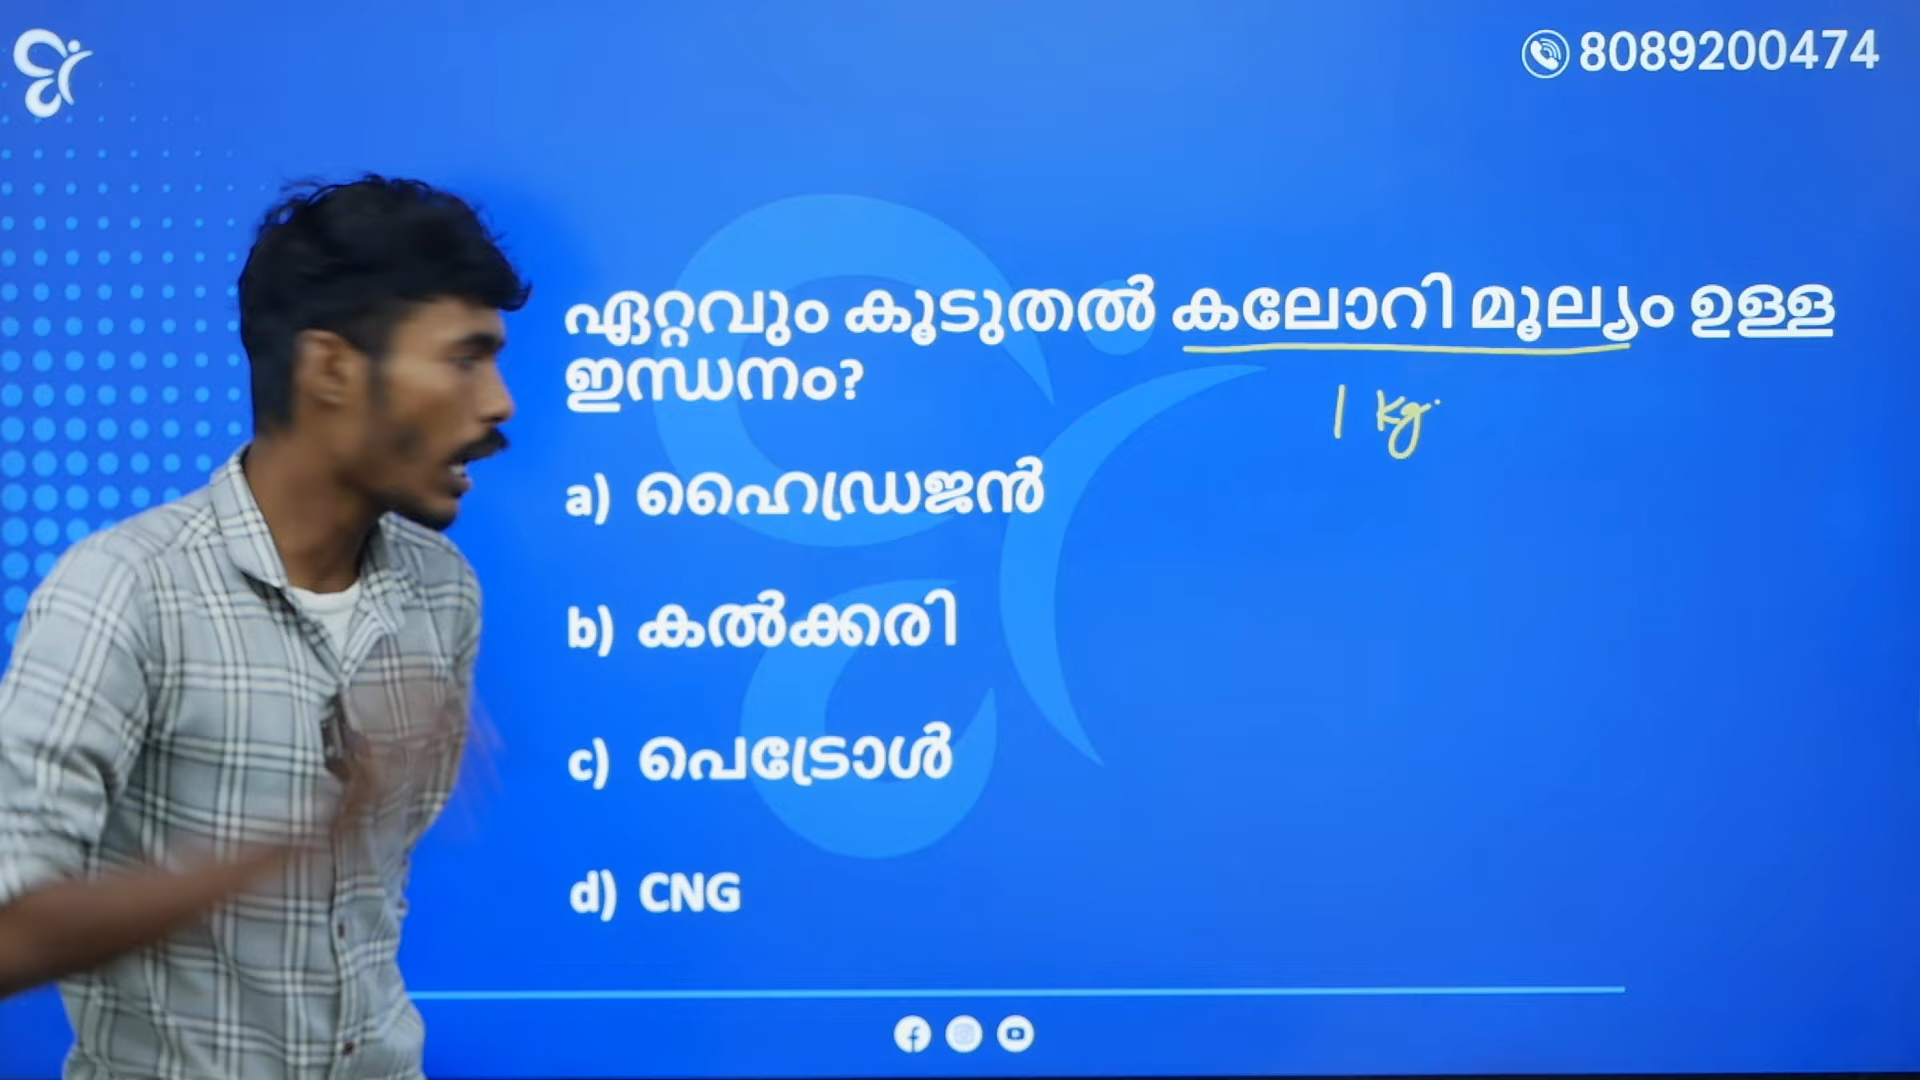 8089200474
ഏറ്റവും കൂടുതൽ കലോറി മൂല്യം ഉള്ള
ഇന്ധനം?
1 kg.
a) ഹൈഡ്രജൻ
b) കൽക്കരി
c) പെട്രോൾ
d) CNG